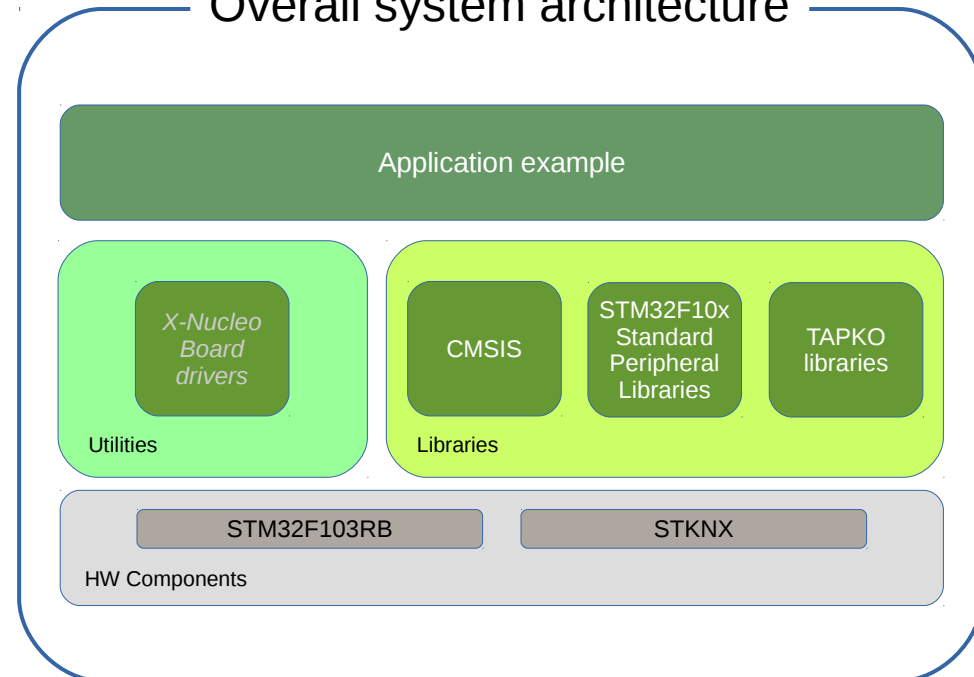 Overall system architecture
Application example
X-Nucleo
Board
drivers
Utilities
CMSIS
STM32F10x
Standard
Peripheral
Libraries
TAPKO
libraries
Libraries
STM32F103RB
STKNX
HW Components